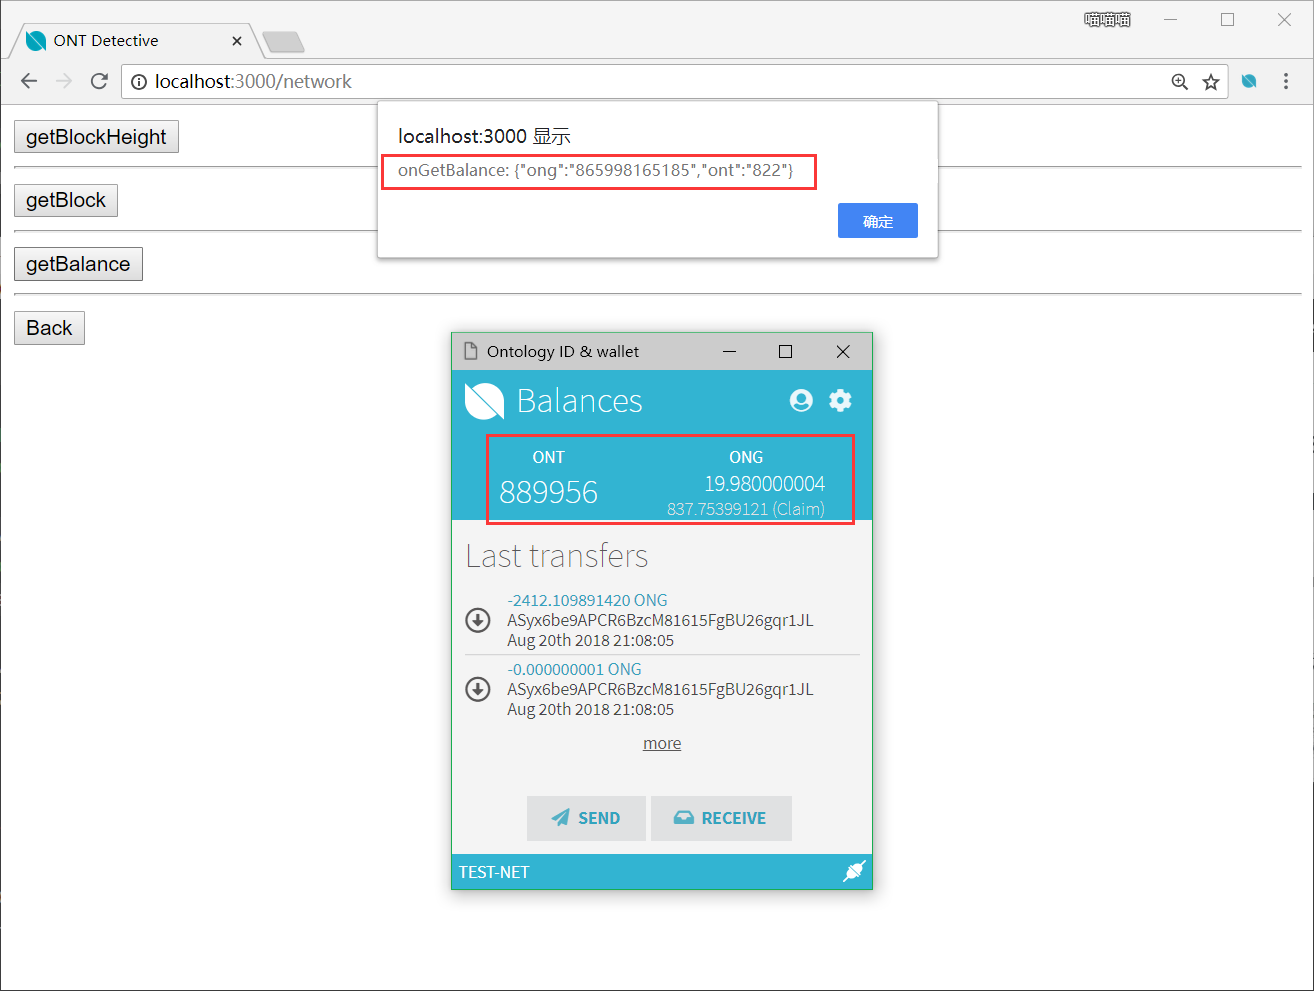 喵喵喵
ONT Detective
localhost:3000/network
getBlockHeight
getBlock
getBalance
Back
localhost:3000 显示
onGetBalance: {"ong":"865998165185","ont":"822"}
确定
Ontology ID & wallet
Balances
ONT ONG
889956 19.980000004
837.75399121 (Claim)
Last transfers
-2412.109891420 ONG
ASyx6be9APCR6BzcM81615FgBU26gqr1JL
Aug 20th 2018 21:08:05
-0.000000001 ONG
ASyx6be9APCR6BzcM81615FgBU26gqr1JL
Aug 20th 2018 21:08:05
more
SEND RECEIVE
TEST-NET